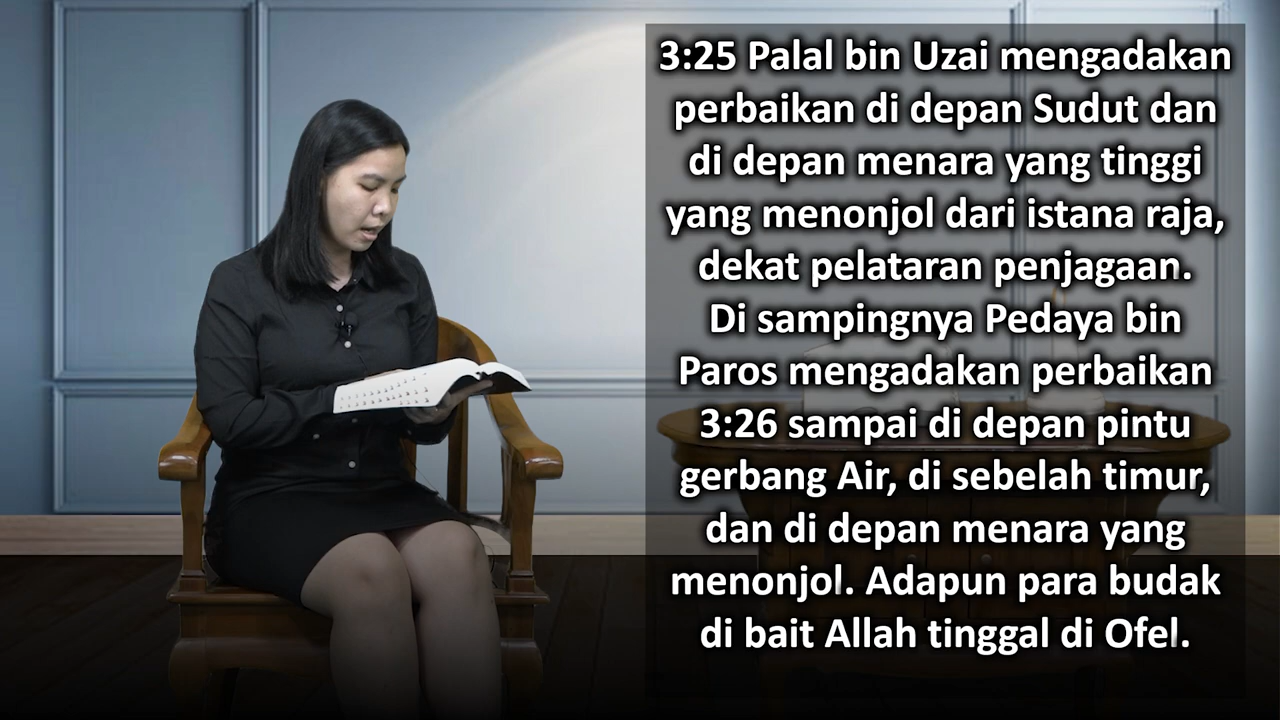 3:25 Palal bin Uzai mengadakan
perbaikan di depan Sudut dan
di depan menara yang tinggi
yang menonjol dari istana raja,
dekat pelataran penjagaan.
Di sampingnya Pedaya bin
Paros mengadakan perbaikan
3:26 sampai di depan pintu
gerbang Air, di sebelah timur,
dan di depan menara yang
menonjol. Adapun para budak
di bait Allah tinggal di Ofel.